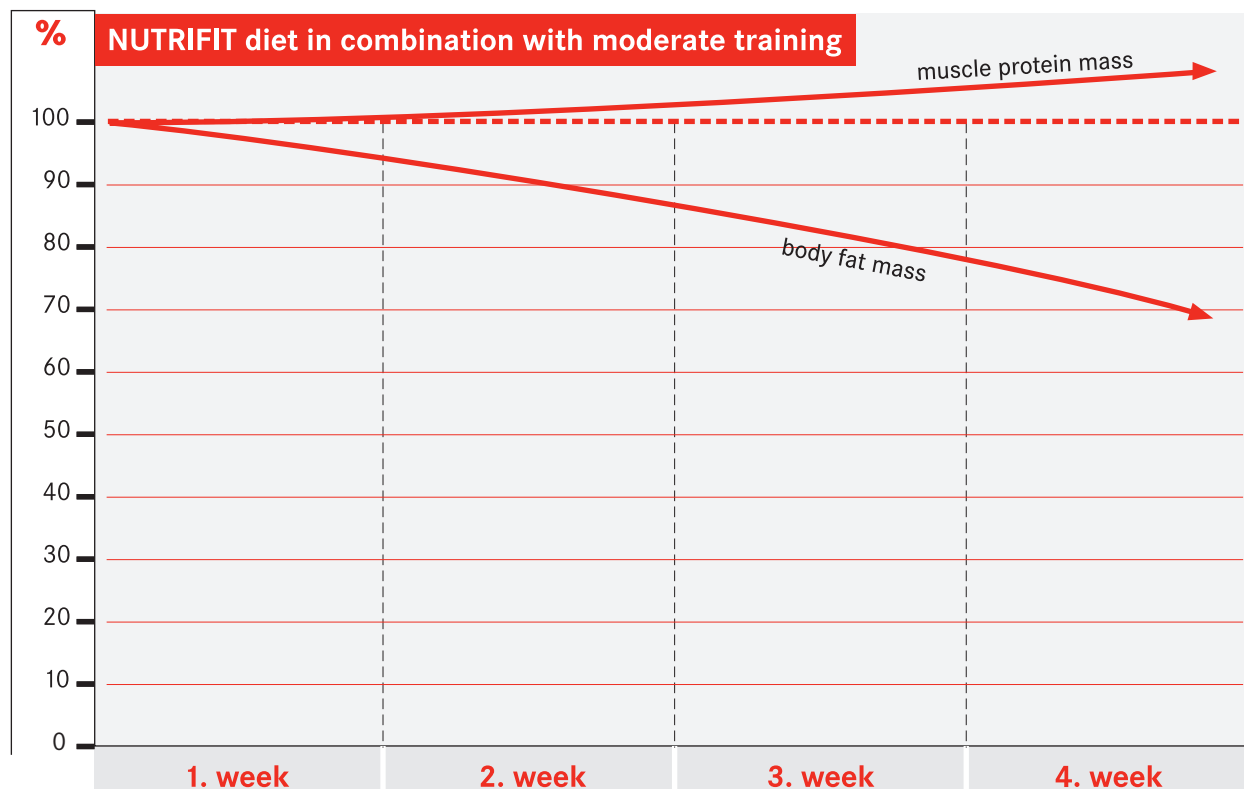 %
NUTRIFIT diet in combination with moderate training
muscle protein mass
100
90
80
body fat mass
70
60
50
40
30
20
10
0
1. week
2. week
3. week
4. week